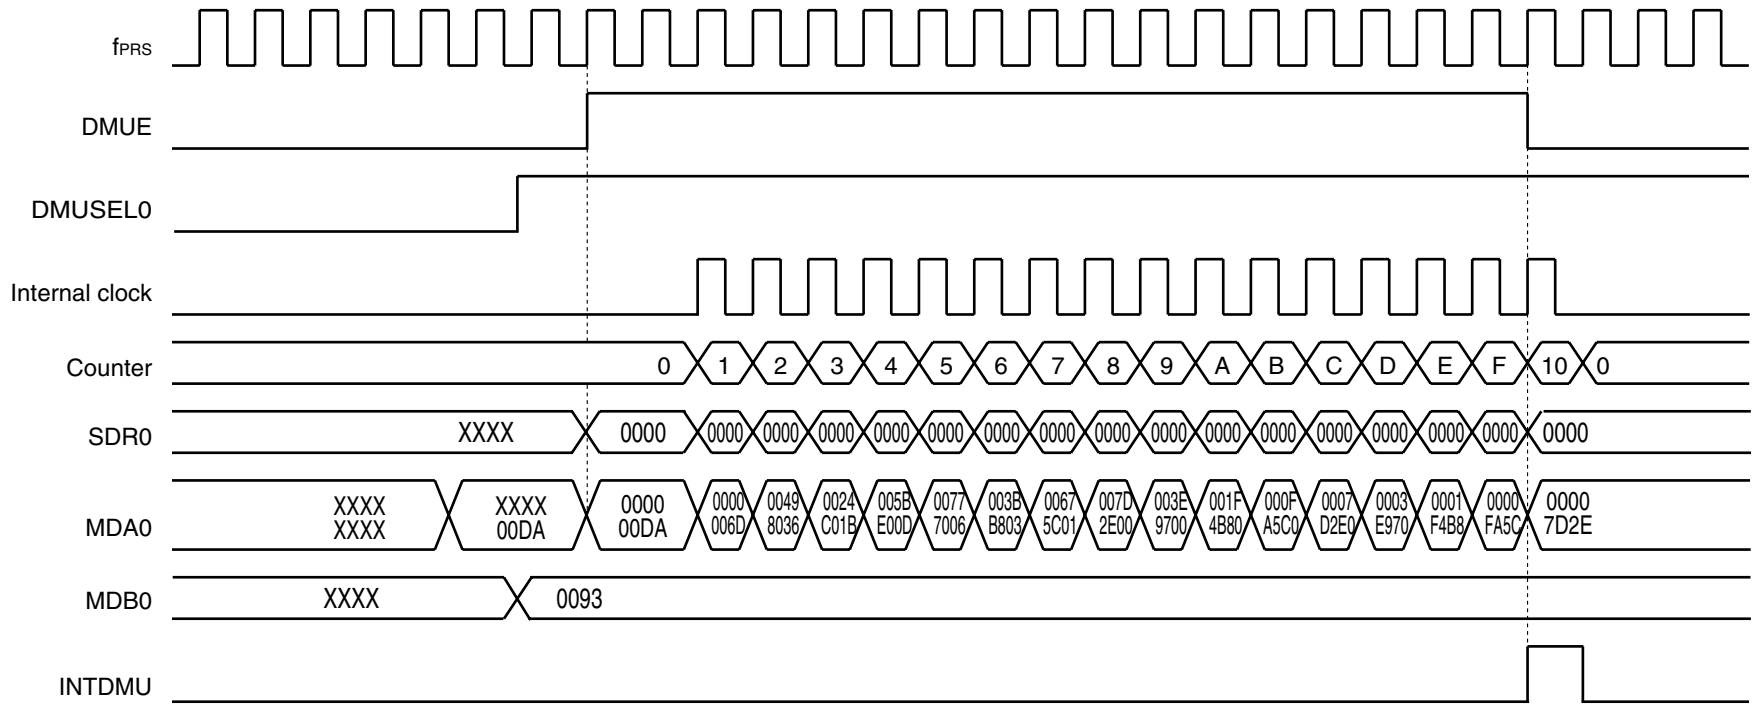 fPRS
DMUE
DMUSEL0
Internal clock
Counter 0 1 2 3 4 5 6 7 8 9 A B C D E F 10 0
SDR0 XXXX 0000 0000 0000 0000 0000 0000 0000 0000 0000 0000 0000 0000 0000 0000 0000 0000 0000
MDA0
XXXX XXXX 0000 0000 0049 0024 005B 0077 003B 0067 007D 003E 001F 000F 0007 0003 0001 0000 0000
XXXX 00DA 00DA 006D 8036 C01B E00D 7006 B803 5C01 2E00 9700 4B80 A5C0 D2E0 E970 F4B8 FA5C 7D2E
MDB0 XXXX 0093
INTDMU